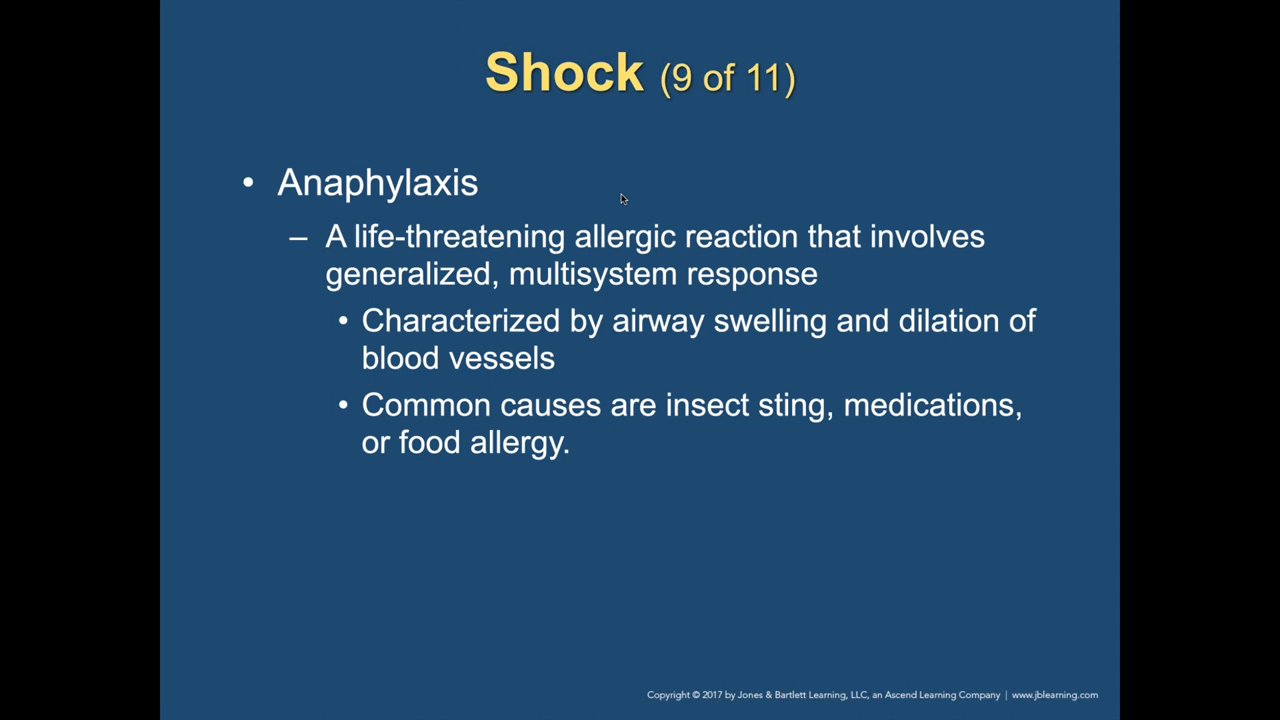 Shock (9 of 11)
• Anaphylaxis
– A life-threatening allergic reaction that involves
generalized, multisystem response
• Characterized by airway swelling and dilation of
blood vessels
• Common causes are insect sting, medications,
or food allergy.
Copyright © 2017 by Jones & Bartlett Learning, LLC, an Ascend Learning Company | www.jblearning.com